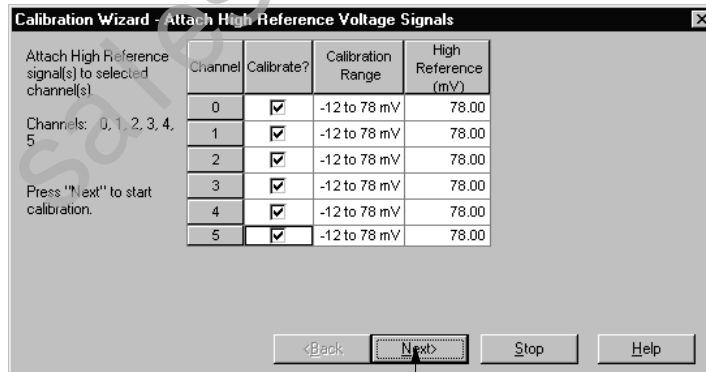 Calibration Wizard - Attach High Reference Voltage Signals
Attach High Reference
signal(s) to selected
channel(s).
Channels: 0, 1, 2, 3, 4,
5
Press "Next" to start
calibration.
Channel Calibrate? Calibration Range High Reference (mV)
0 -12 to 78 mV 78.00
1 -12 to 78 mV 78.00
2 -12 to 78 mV 78.00
3 -12 to 78 mV 78.00
4 -12 to 78 mV 78.00
5 -12 to 78 mV 78.00
<Back Next> Stop Help
sales